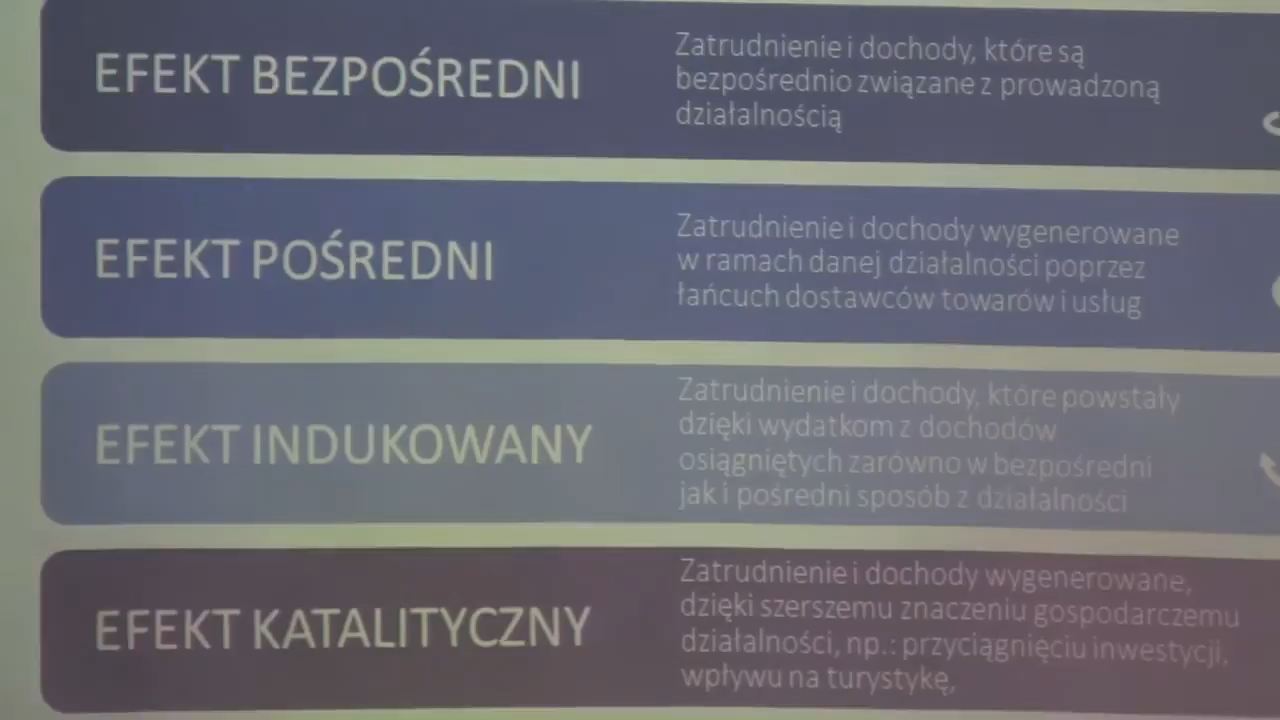 EFEKT BEZPOŚREDNI
Zatrudnienie i dochody, które są
bezpośrednio związane z prowadzoną
działalnością
EFEKT POŚREDNI
Zatrudnienie i dochody wygenerowane
w ramach danej działalności poprzez
łańcuch dostawców towarów i usług
EFEKT INDUKOWANY
Zatrudnienie i dochody, które powstały
dzięki wydatkom z dochodów
osiągniętych zarówno w bezpośredni
jak i pośredni sposób z działalności
EFEKT KATALITYCZNY
Zatrudnienie i dochody wygenerowane,
dzięki szerszemu znaczeniu gospodarczemu
działalności, np.: przyciągnięciu inwestycji,
wpływu na turystykę,